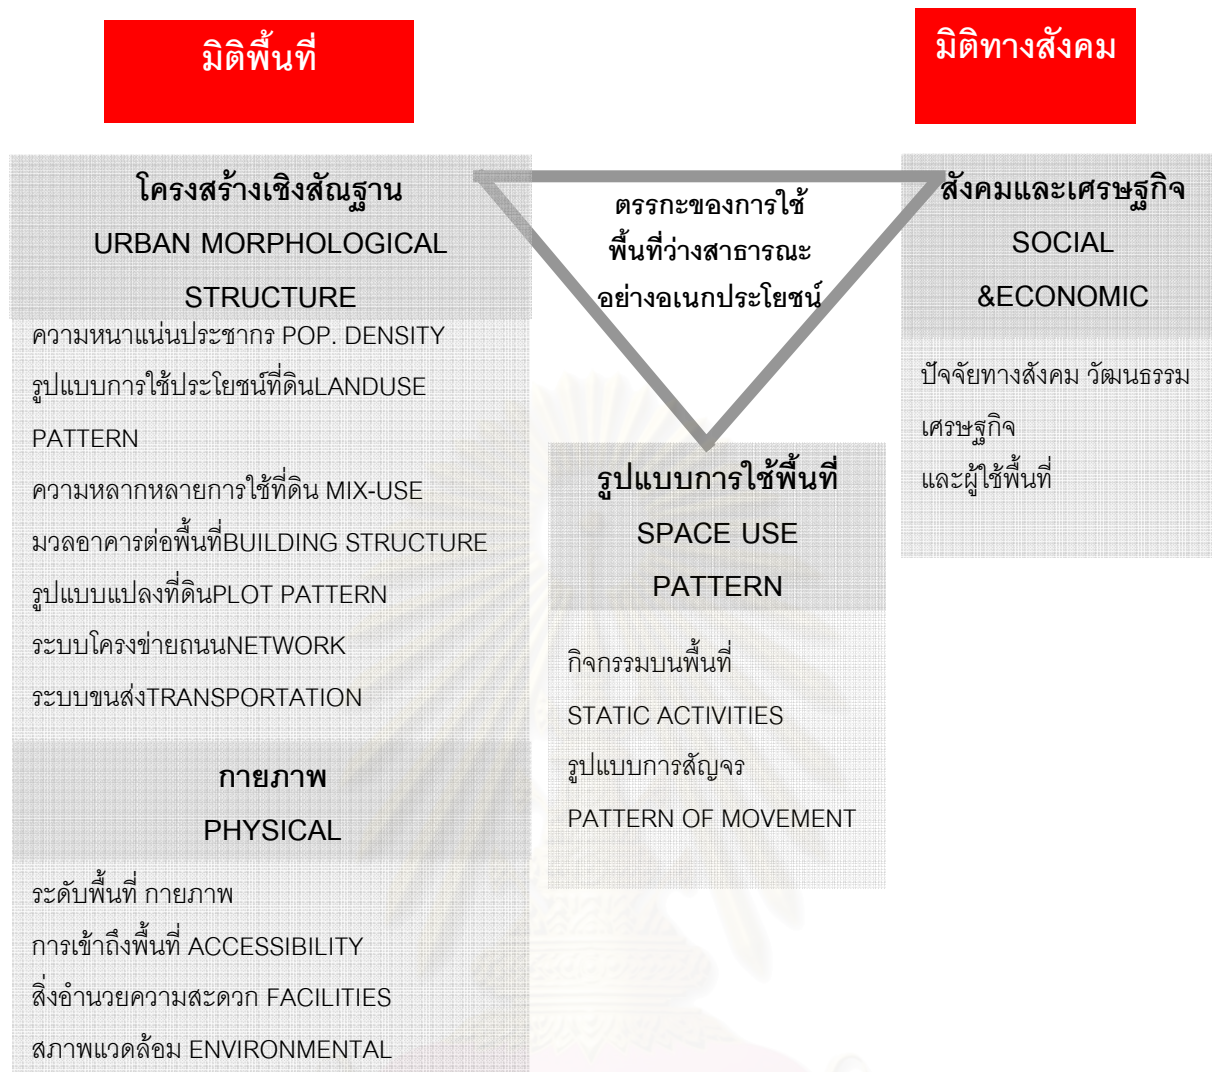 มิติพื้นที่
มิติทางสังคม
โครงสร้างเชิงสัณฐาน
URBAN MORPHOLOGICAL
STRUCTURE
ความหนาแน่นประชากร POP. DENSITY
รูปแบบการใช้ประโยชน์ที่ดินLANDUSE
PATTERN
ความหลากหลายการใช้ที่ดิน MIX-USE
มวลอาคารต่อพื้นที่BUILDING STRUCTURE
รูปแบบแปลงที่ดินPLOT PATTERN
ระบบโครงข่ายถนนNETWORK
ระบบขนส่งTRANSPORTATION
กายภาพ
PHYSICAL
ระดับพื้นที่ กายภาพ
การเข้าถึงพื้นที่ ACCESSIBILITY
สิ่งอำนวยความสะดวก FACILITIES
สภาพแวดล้อม ENVIRONMENTAL
ตรรกะของการใช้
พื้นที่ว่างสาธารณะ
อย่างอเนกประโยชน์
รูปแบบการใช้พื้นที่
SPACE USE
PATTERN
กิจกรรมบนพื้นที่
STATIC ACTIVITIES
รูปแบบการสัญจร
PATTERN OF MOVEMENT
สังคมและเศรษฐกิจ
SOCIAL
&ECONOMIC
ปัจจัยทางสังคม วัฒนธรรม
เศรษฐกิจ
และผู้ใช้พื้นที่